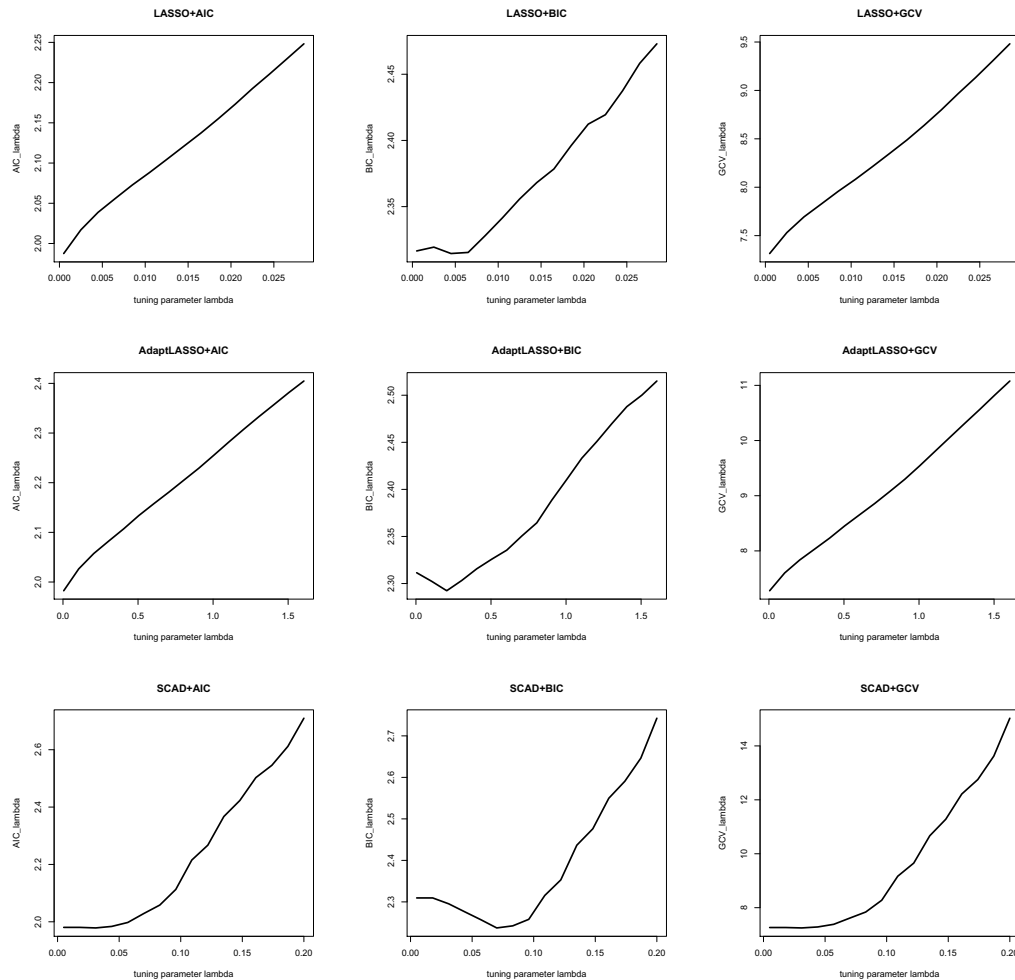 LASSO+AIC
AIC_lambda
2.00 2.05 2.10 2.15 2.20 2.25
0.000 0.005 0.010 0.015 0.020 0.025
tuning parameter lambda
LASSO+BIC
BIC_lambda
2.35 2.40 2.45
0.000 0.005 0.010 0.015 0.020 0.025
tuning parameter lambda
LASSO+GCV
GCV_lambda
7.5 8.0 8.5 9.0 9.5
0.000 0.005 0.010 0.015 0.020 0.025
tuning parameter lambda
AdaptLASSO+AIC
AIC_lambda
2.0 2.1 2.2 2.3 2.4
0.0 0.5 1.0 1.5
tuning parameter lambda
AdaptLASSO+BIC
BIC_lambda
2.30 2.35 2.40 2.45 2.50
0.0 0.5 1.0 1.5
tuning parameter lambda
AdaptLASSO+GCV
GCV_lambda
8 9 10 11
0.0 0.5 1.0 1.5
tuning parameter lambda
SCAD+AIC
AIC_lambda
2.0 2.2 2.4 2.6
0.00 0.05 0.10 0.15 0.20
tuning parameter lambda
SCAD+BIC
BIC_lambda
2.3 2.4 2.5 2.6 2.7
0.00 0.05 0.10 0.15 0.20
tuning parameter lambda
SCAD+GCV
GCV_lambda
8 10 12 14
0.00 0.05 0.10 0.15 0.20
tuning parameter lambda